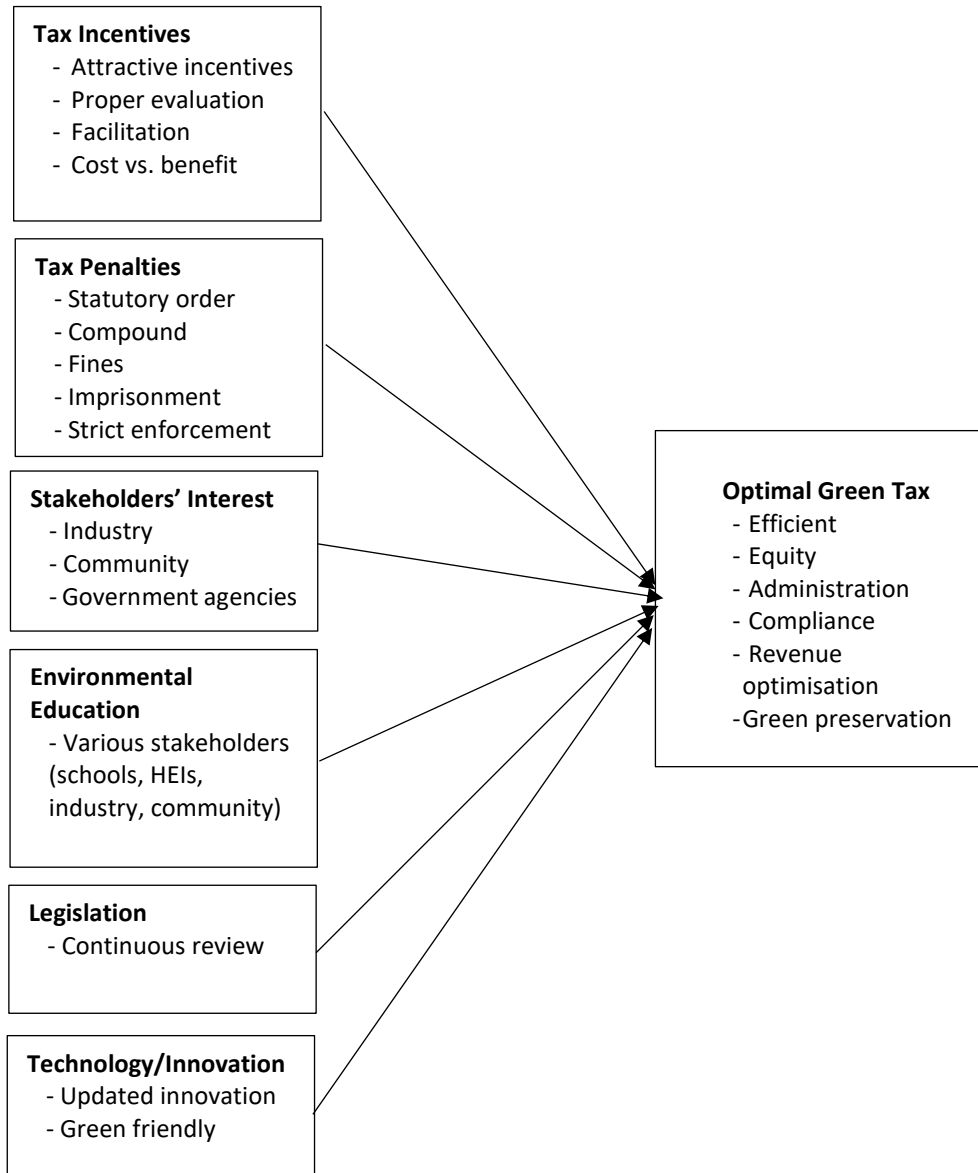 Tax Incentives
- Attractive incentives
- Proper evaluation
- Facilitation
- Cost vs. benefit
Tax Penalties
- Statutory order
- Compound
- Fines
- Imprisonment
- Strict enforcement
Stakeholders’ Interest
- Industry
- Community
- Government agencies
Environmental
Education
- Various stakeholders
(schools, HEIs,
industry, community)
Legislation
- Continuous review
Technology/Innovation
- Updated innovation
- Green friendly
Optimal Green Tax
- Efficient
- Equity
- Administration
- Compliance
- Revenue
optimisation
-Green preservation